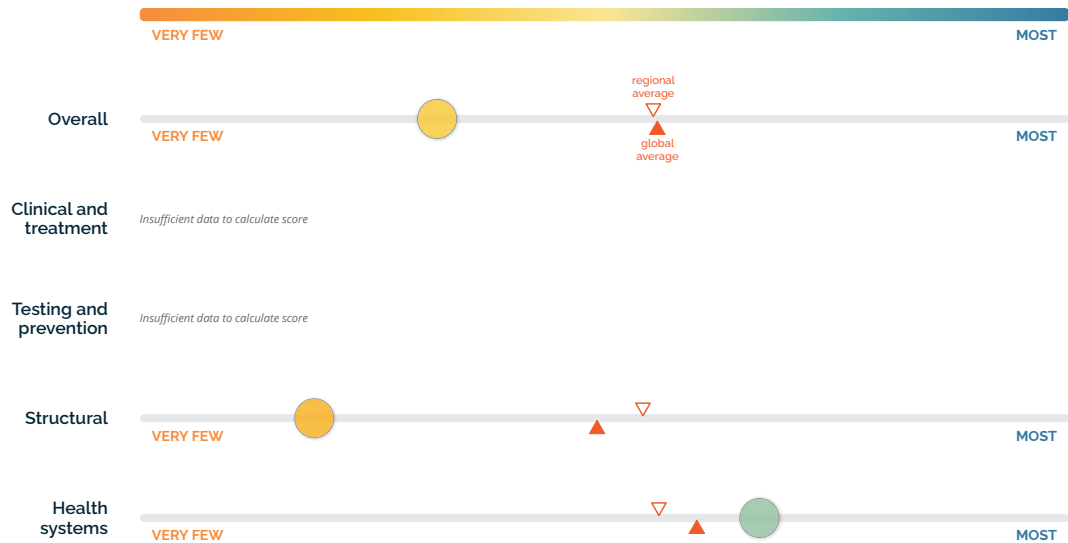 VERY FEW MOST
regional
average
Overall
VERY FEW MOST
global
average
Clinical and
treatment
Insufficient data to calculate score
Testing and
prevention
Insufficient data to calculate score
Structural
VERY FEW MOST
Health
systems
VERY FEW MOST